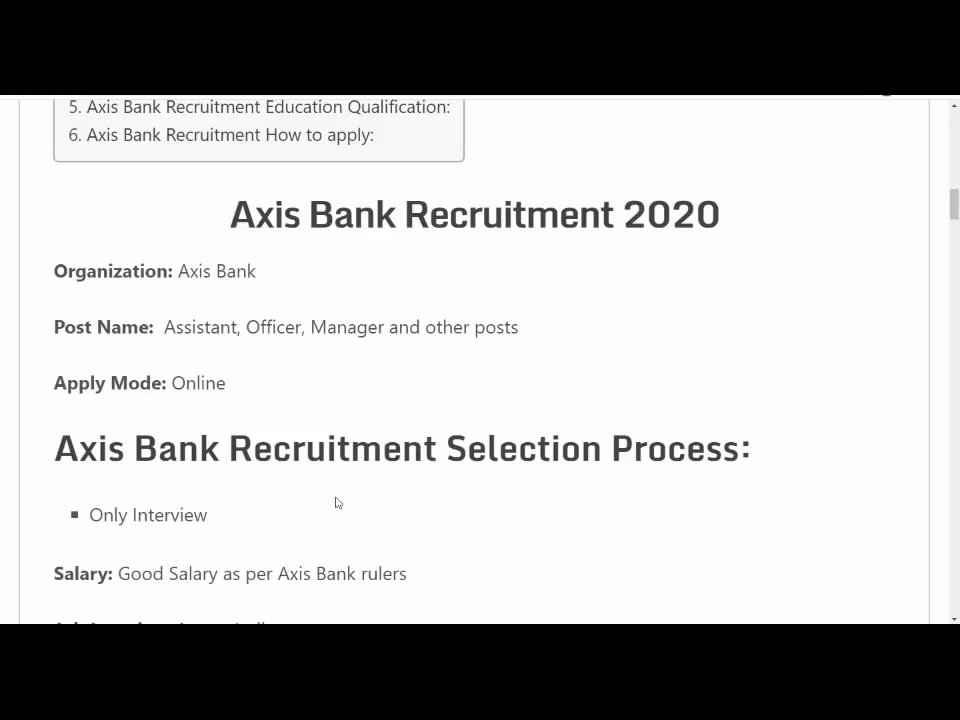 5. Axis Bank Recruitment Education Qualification:
6. Axis Bank Recruitment How to apply:
Axis Bank Recruitment 2020
Organization: Axis Bank
Post Name: Assistant, Officer, Manager and other posts
Apply Mode: Online
Axis Bank Recruitment Selection Process:
▪ Only Interview
Salary: Good Salary as per Axis Bank rulers